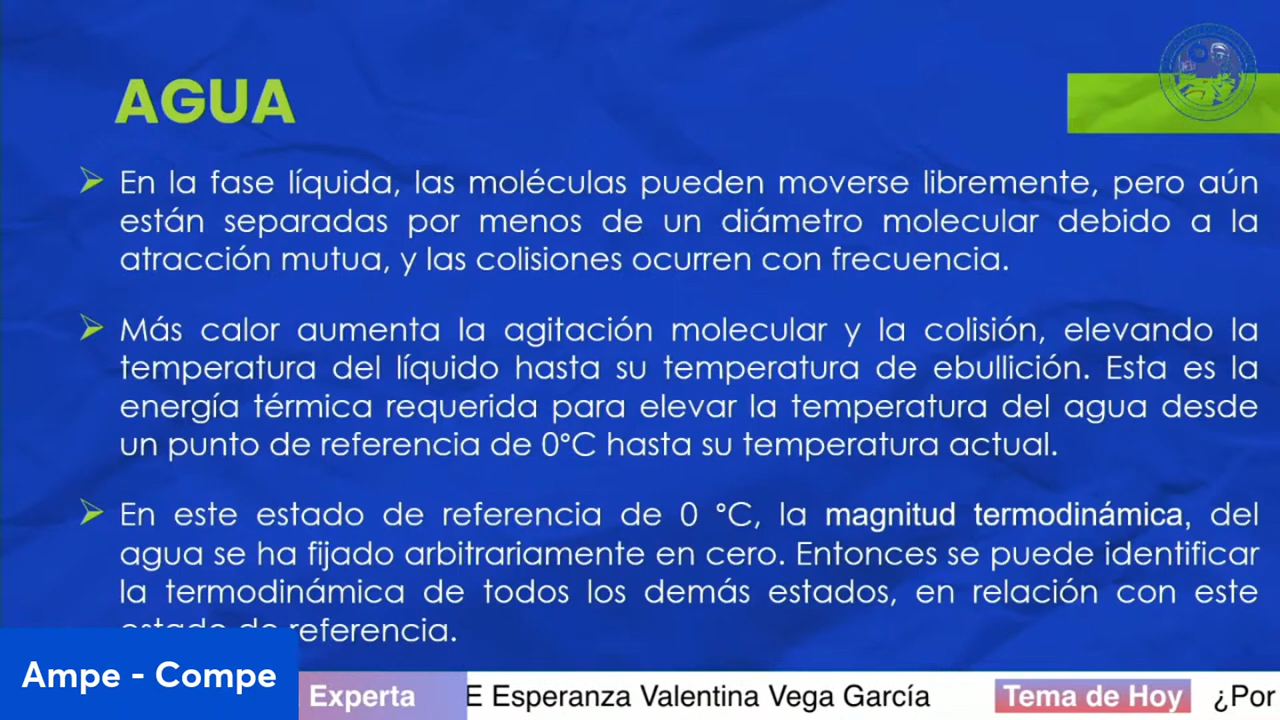 AGUA
En la fase líquida, las moléculas pueden moverse libremente, pero aún
están separadas por menos de un diámetro molecular debido a la
atracción mutua, y las colisiones ocurren con frecuencia.
Más calor aumenta la agitación molecular y la colisión, elevando la
temperatura del líquido hasta su temperatura de ebullición. Esta es la
energía térmica requerida para elevar la temperatura del agua desde
un punto de referencia de 0°C hasta su temperatura actual.
En este estado de referencia de 0 °C, la magnitud termodinámica, del
agua se ha fijado arbitrariamente en cero. Entonces se puede identificar
la termodinámica de todos los demás estados, en relación con este
estado de referencia.
Ampe - Compe
Experta
E Esperanza Valentina Vega García
Tema de Hoy
¿Por